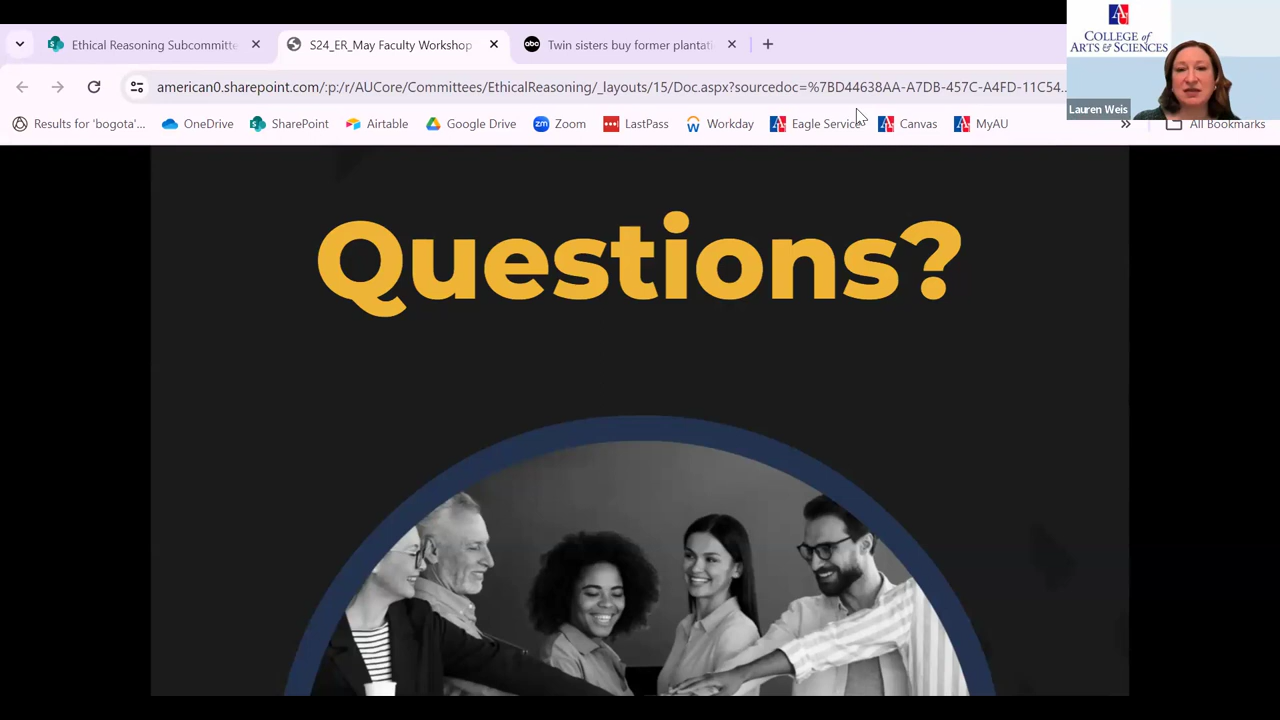 Ethical Reasoning Subcommitte
S24_ER_May Faculty Workshop
abc
Twin sisters buy former plantati
american0.sharepoint.com/:p:/r/AUCore/Committees/EthicalReasoning/_layouts/15/Doc.aspx?sourcedoc=%7BD44638AA-A7DB-457C-A4FD-11C54...
Results for 'bogota'...
OneDrive
SharePoint
Airtable
Google Drive
zm
Zoom
LastPass
Workday
Eagle Service
Canvas
MyAU
All Bookmarks
COLLEGE of
ARTS & SCIENCES
Lauren Weis
Questions?